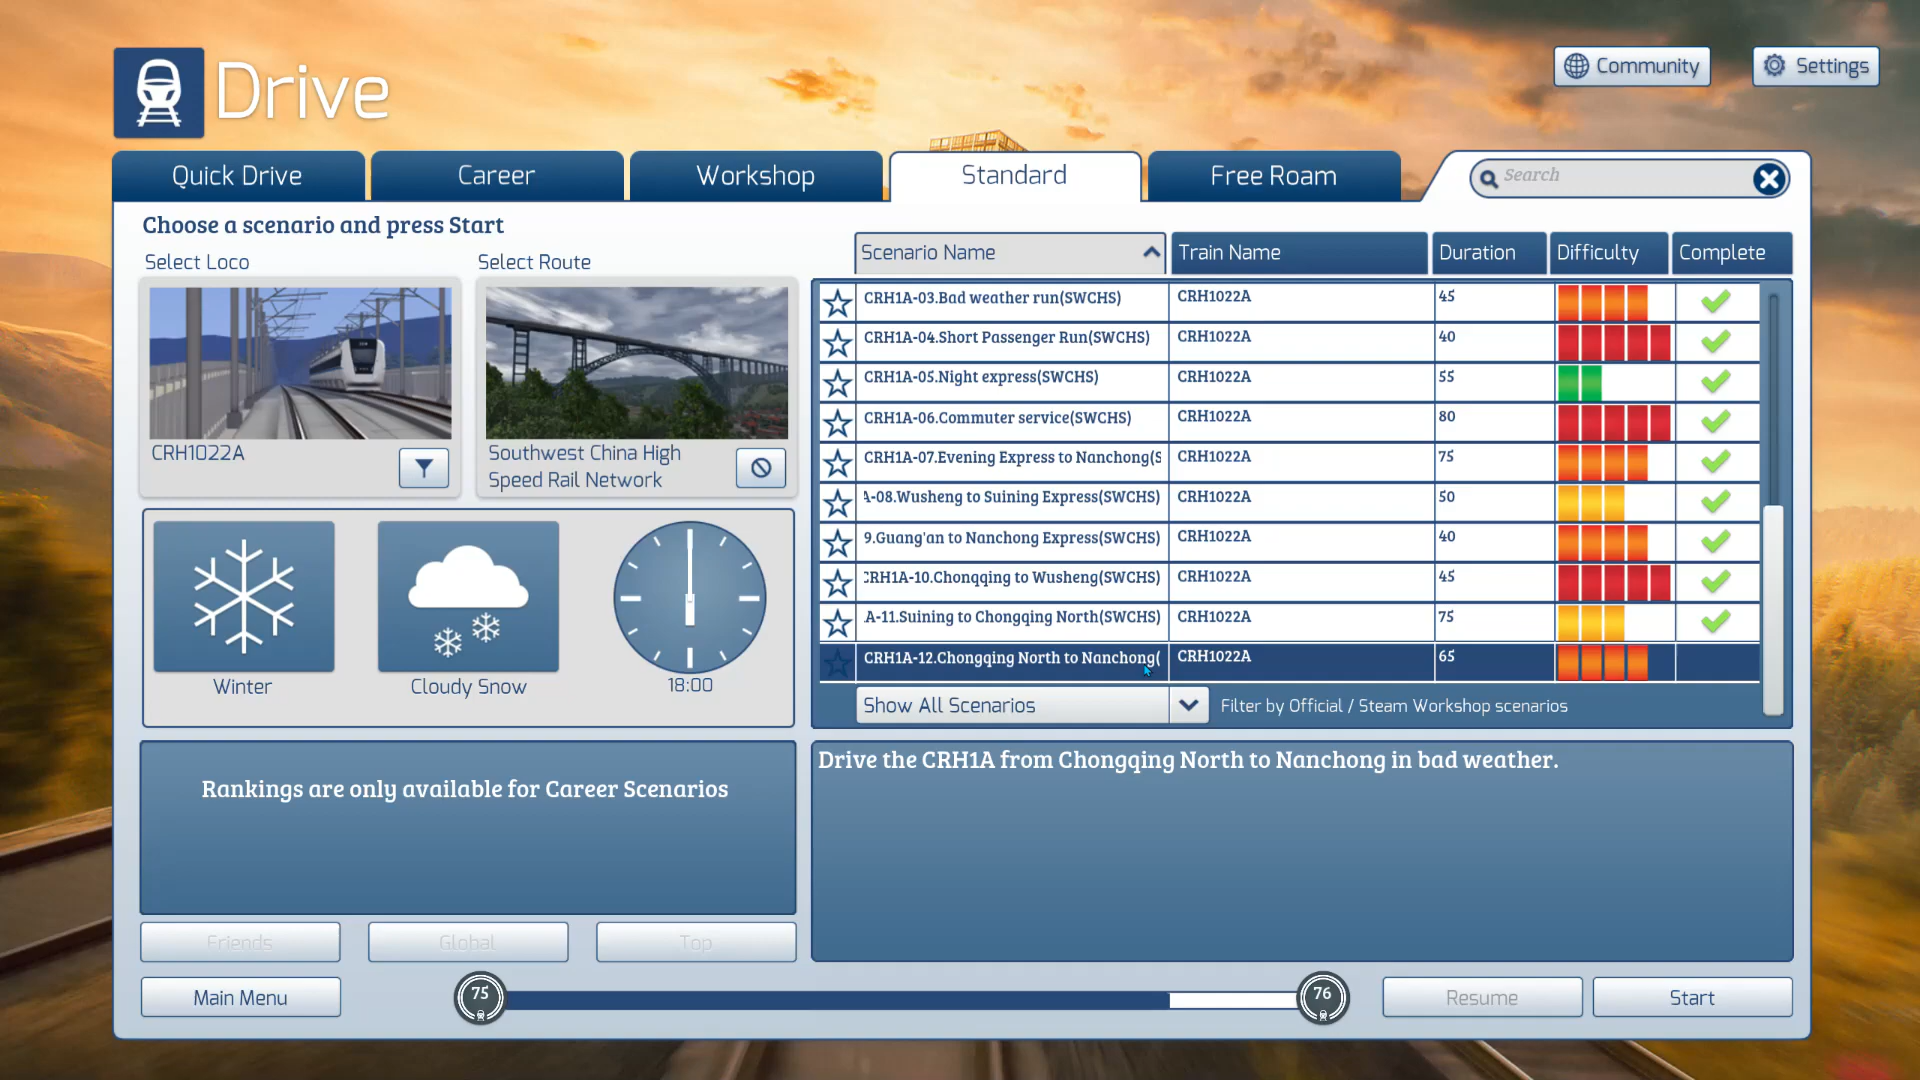 Drive
Community
Settings
Quick Drive
Career
Workshop
Standard
Free Roam
Search
Choose a scenario and press Start
Select Loco
Select Route
CRH1022A
Southwest China High
Speed Rail Network
Winter
Cloudy Snow
18:00
Scenario Name
Train Name
Duration
Difficulty
Complete
CRH1A-03.Bad weather run(SWCHS) CRH1022A 45
CRH1A-04.Short Passenger Run(SWCHS) CRH1022A 40
CRH1A-05.Night express(SWCHS) CRH1022A 55
CRH1A-06.Commuter service(SWCHS) CRH1022A 80
CRH1A-07.Evening Express to Nanchong(S CRH1022A 75
A-08.Wusheng to Suining Express(SWCHS) CRH1022A 50
9.Guang'an to Nanchong Express(SWCHS) CRH1022A 40
CRH1A-10.Chongqing to Wusheng(SWCHS) CRH1022A 45
A-11.Suining to Chongqing North(SWCHS) CRH1022A 75
CRH1A-12.Chongqing North to Nanchong( CRH1022A 65
Show All Scenarios
Filter by Official / Steam Workshop scenarios
Rankings are only available for Career Scenarios
Drive the CRH1A from Chongqing North to Nanchong in bad weather.
Friends
Global
Top
Main Menu
75
76
Resume
Start